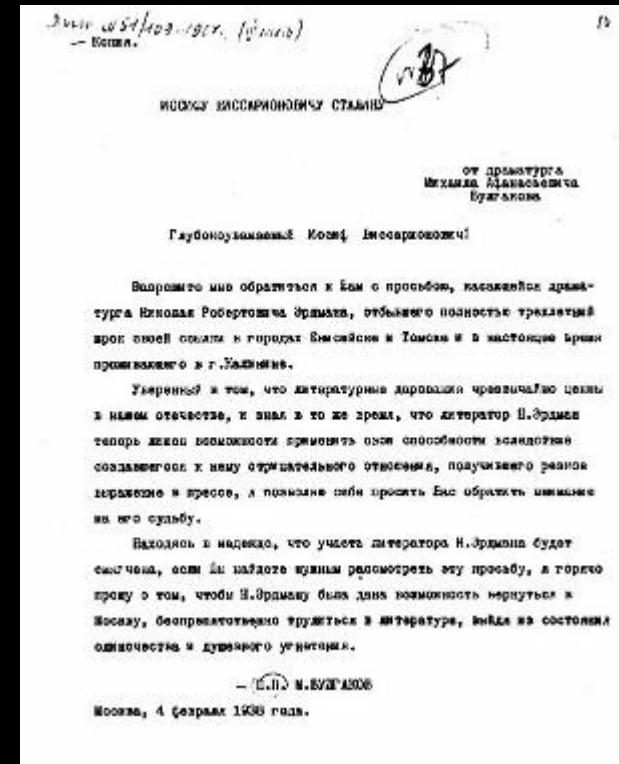 — Копия.
ИОСИФУ ВИССАРИОНОВИЧУ СТАЛИНУ
от драматурга
Михаила Афанасьевича
Булгакова
Глубокоуважаемый Иосиф Виссарионович!
Разрешите мне обратиться к Вам с просьбою, касающейся драма-
турга Николая Робертовича Эрдмана, отбывшего полностью трехлетний
срок своей ссылки в городах Енисейске и Томске и в настоящее время
проживающего в г.Калинине.
Уверенный в том, что литературные дарования чрезвычайно ценны
в нашем отечестве, и зная в то же время, что литератор Н.Эрдман
теперь лишен возможности применить свои способности вследствие
создавшегося к нему отрицательного отношения, получившего резкое
выражение в прессе, я позволяю себе просить Вас обратить внимание
на его судьбу.
Находясь в надежде, что участь литератора Н.Эрдмана будет
смягчена, если Вы найдете нужным рассмотреть эту просьбу, я горячо
прошу о том, чтобы Н.Эрдману была дана возможность вернуться в
Москву, беспрепятственно трудиться в литературе, выйдя из состояния
одиночества и душевного угнетения.
— (П.П.) М.БУЛГАКОВ
Москва, 4 февраля 1938 года.